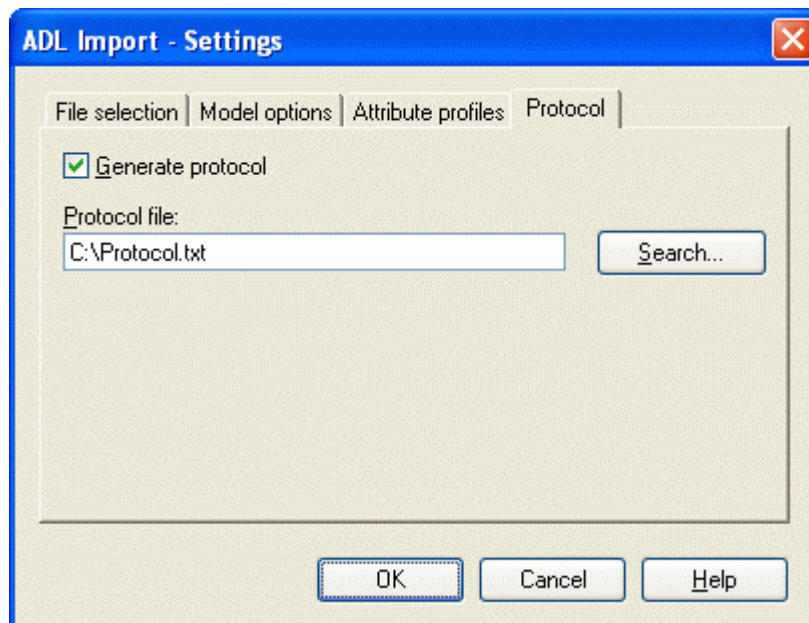 ADL Import - Settings
File selection Model options Attribute profiles Protocol
Generate protocol
Protocol file:
C:\Protocol.txt Search...
OK Cancel Help